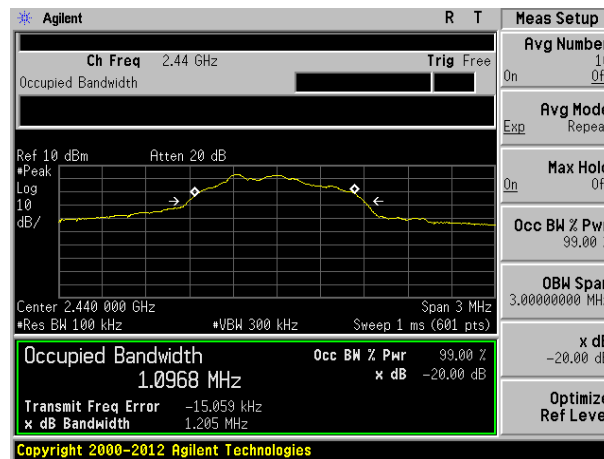 Agilent R T
Ch Freq 2.44 GHz Trig Free
Occupied Bandwidth
Ref 10 dBm Atten 20 dB
#Peak
Log
10
dB/
Center 2.440 000 GHz Span 3 MHz
#Res BW 100 kHz #VBW 300 kHz Sweep 1 ms (601 pts)
Occupied Bandwidth Occ BW % Pwr 99.00 %
1.0968 MHz x dB -20.00 dB
Transmit Freq Error -15.059 kHz
x dB Bandwidth 1.205 MHz
Copyright 2000-2012 Agilent Technologies
Meas Setup
Avg Number
On
Avg Mode
Exp Repea
Max Hold
On Of
Occ BW % Pwr
99.00
OBW Span
3.00000000 MH
x dB
-20.00 dB
Optimize
Ref Level